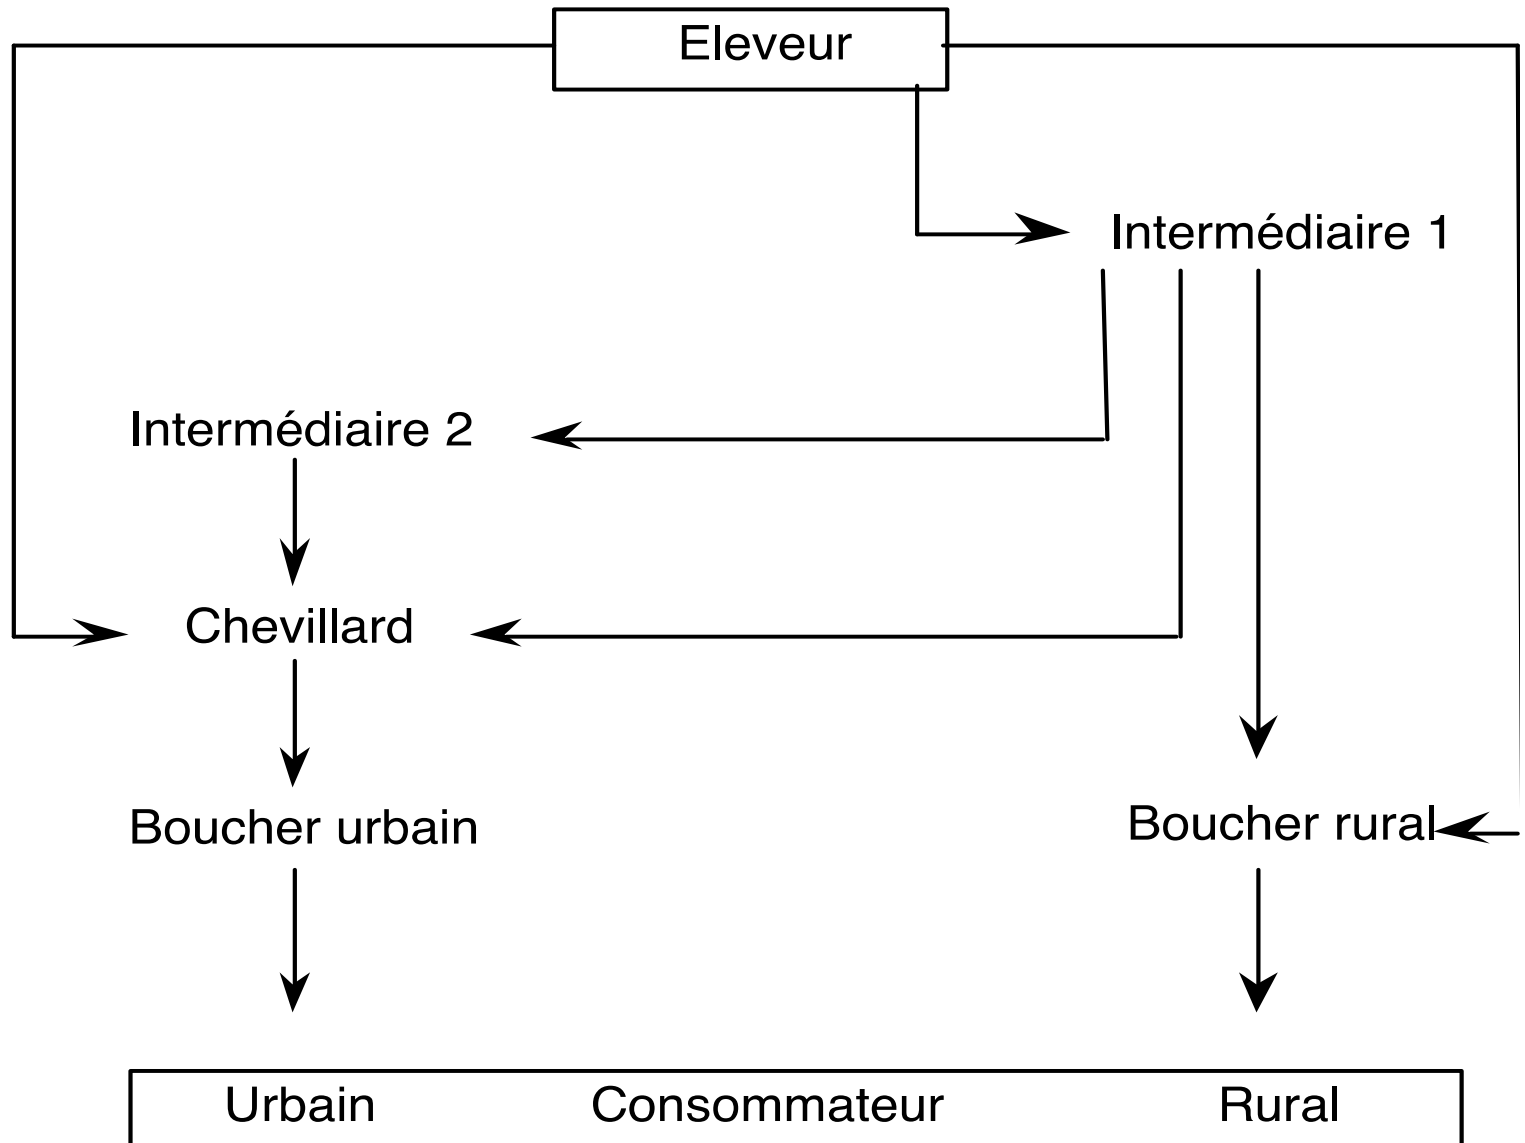 Eleveur
Intermédiaire 1
Intermédiaire 2
Chevillard
Boucher urbain
Boucher rural
Urbain Consommateur Rural